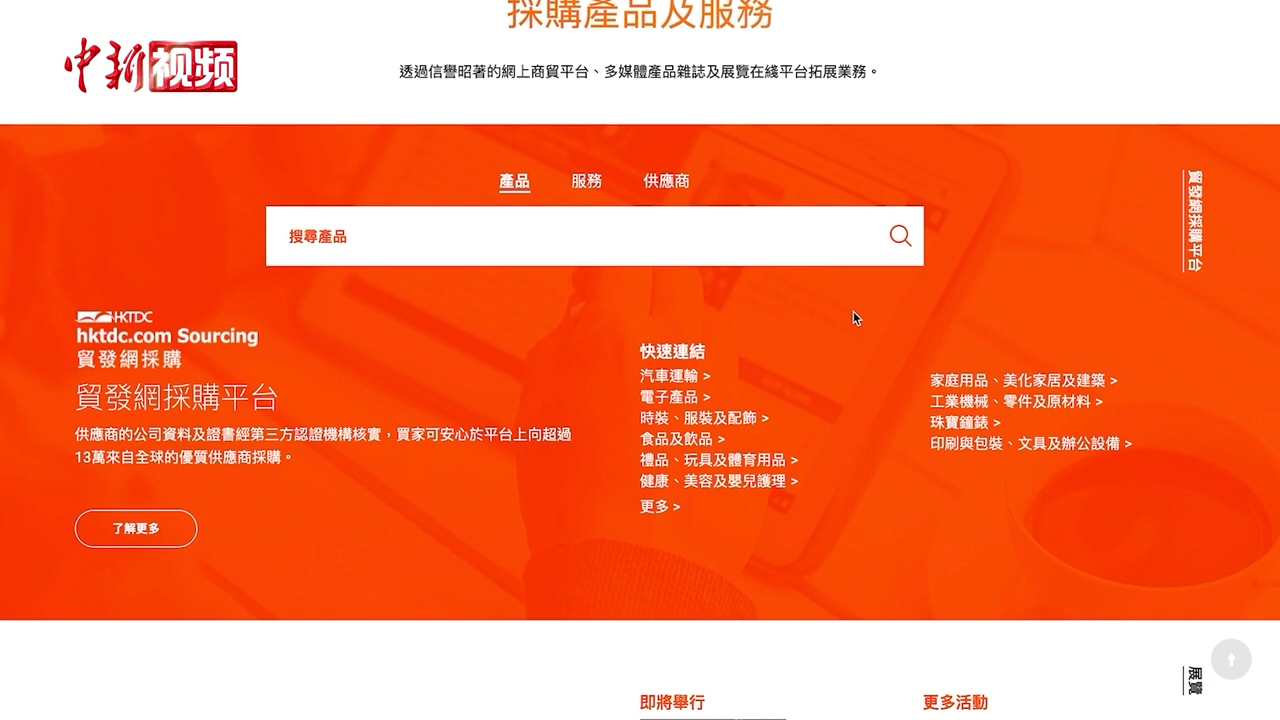 採購產品及服務
中新视频
透過信譽昭著的網上商貿平台、多媒體產品雜誌及展覽在綫平台拓展業務。
產品 服務 供應商
貿發網採購平台
搜尋產品
HKTDC
hktdc.com Sourcing
貿發網採購
貿發網採購平台
供應商的公司資料及證書經第三方認證機構核實，買家可安心於平台上向超過
13萬來自全球的優質供應商採購。
了解更多
快速連結
汽車運輸 >
電子產品 >
時裝、服裝及配飾 >
食品及飲品 >
禮品、玩具及體育用品 >
健康、美容及嬰兒護理 >
更多 >
家庭用品、美化家居及建築 >
工業機械、零件及原材料 >
珠寶鐘錶 >
印刷與包裝、文具及辦公設備 >
展覽
即將舉行
更多活動